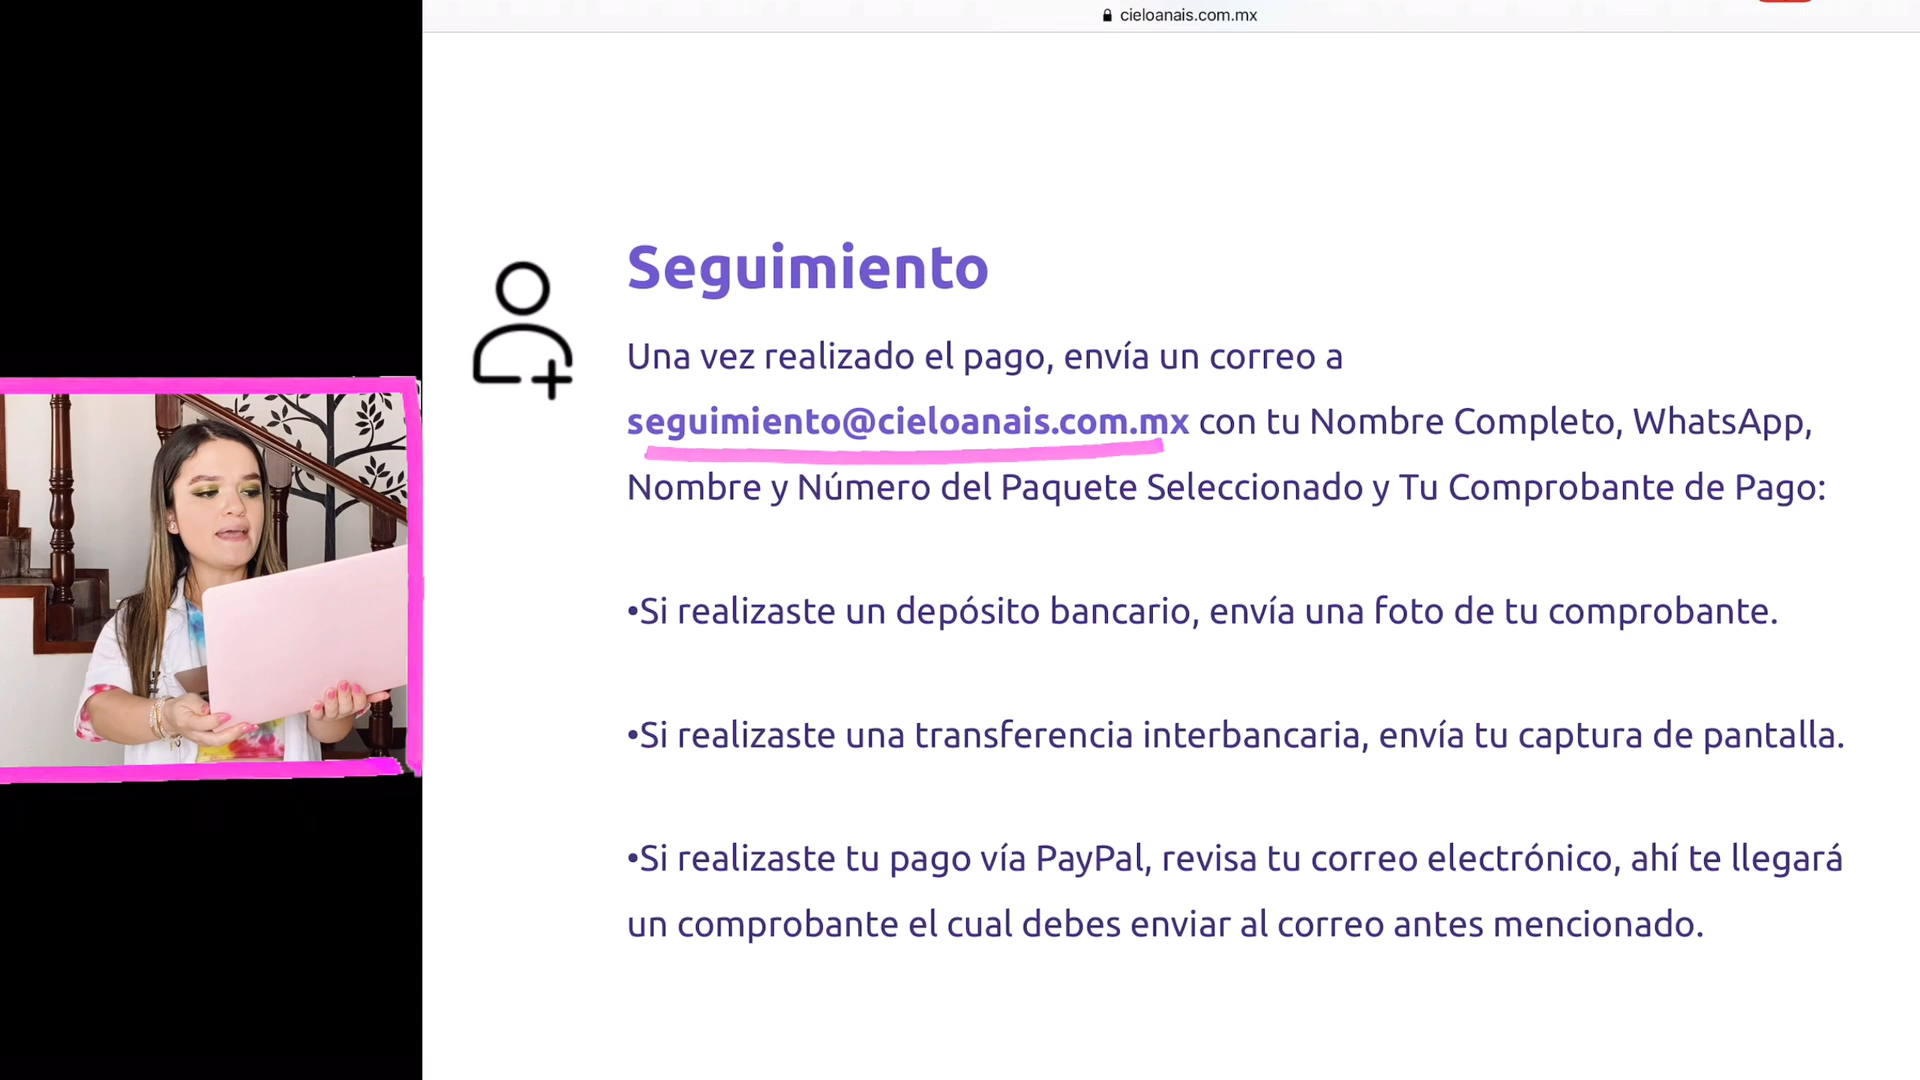 cieloanais.com.mx
Seguimiento
Una vez realizado el pago, envía un correo a
seguimiento@cieloanais.com.mx con tu Nombre Completo, WhatsApp,
Nombre y Número del Paquete Seleccionado y Tu Comprobante de Pago:
•Si realizaste un depósito bancario, envía una foto de tu comprobante.
•Si realizaste una transferencia interbancaria, envía tu captura de pantalla.
•Si realizaste tu pago vía PayPal, revisa tu correo electrónico, ahí te llegará
un comprobante el cual debes enviar al correo antes mencionado.